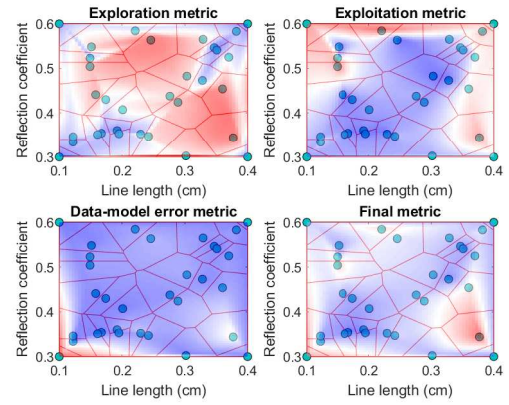 Exploration metric
Reflection coefficient
0.6
0.5
0.4
0.3
0.1 0.2 0.3 0.4
Line length (cm)
Exploitation metric
Reflection coefficient
0.6
0.5
0.4
0.3
0.1 0.2 0.3 0.4
Line length (cm)
Data-model error metric
Reflection coefficient
0.6
0.5
0.4
0.3
0.1 0.2 0.3 0.4
Line length (cm)
Final metric
Reflection coefficient
0.6
0.5
0.4
0.3
0.1 0.2 0.3 0.4
Line length (cm)